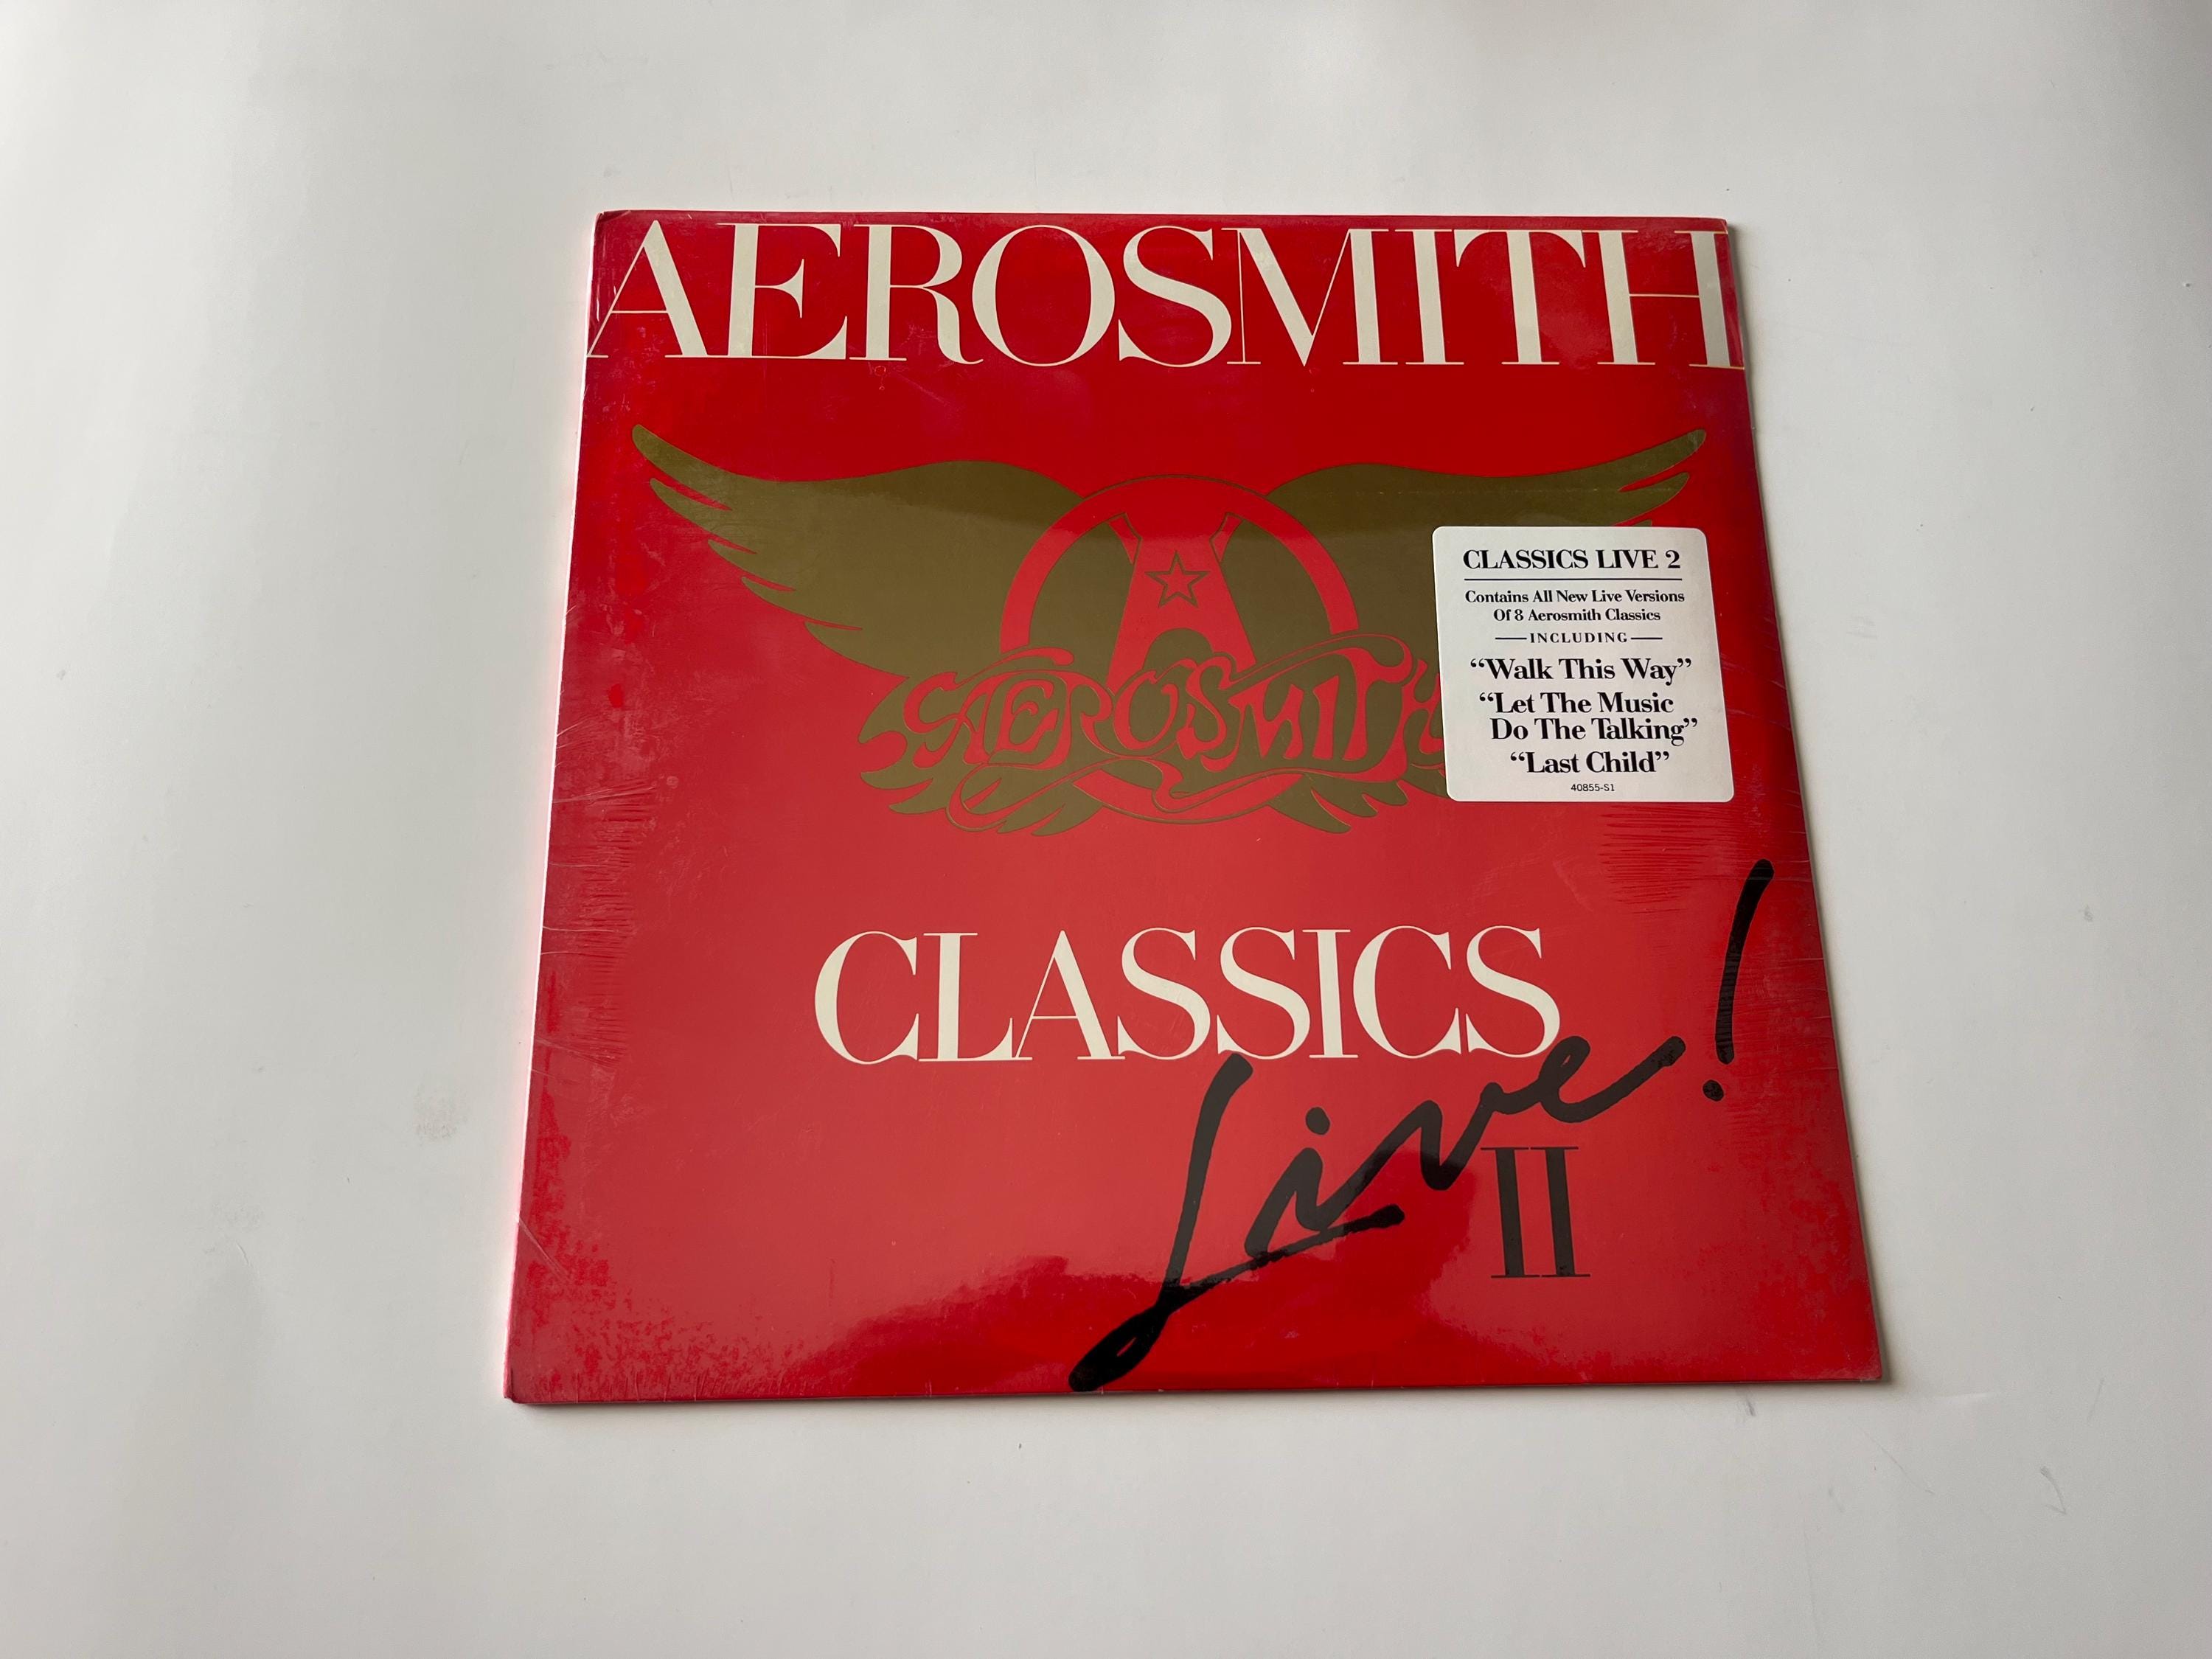 AEROSMITH
A
AEROSMITH
CLASSICS LIVE 2
Contains All New Live Versions
Of 8 Aerosmith Classics
INCLUDING
“Walk This Way”
“Let The Music
Do The Talking”
“Last Child”
40855-S1
CLASSICS
Live!
II